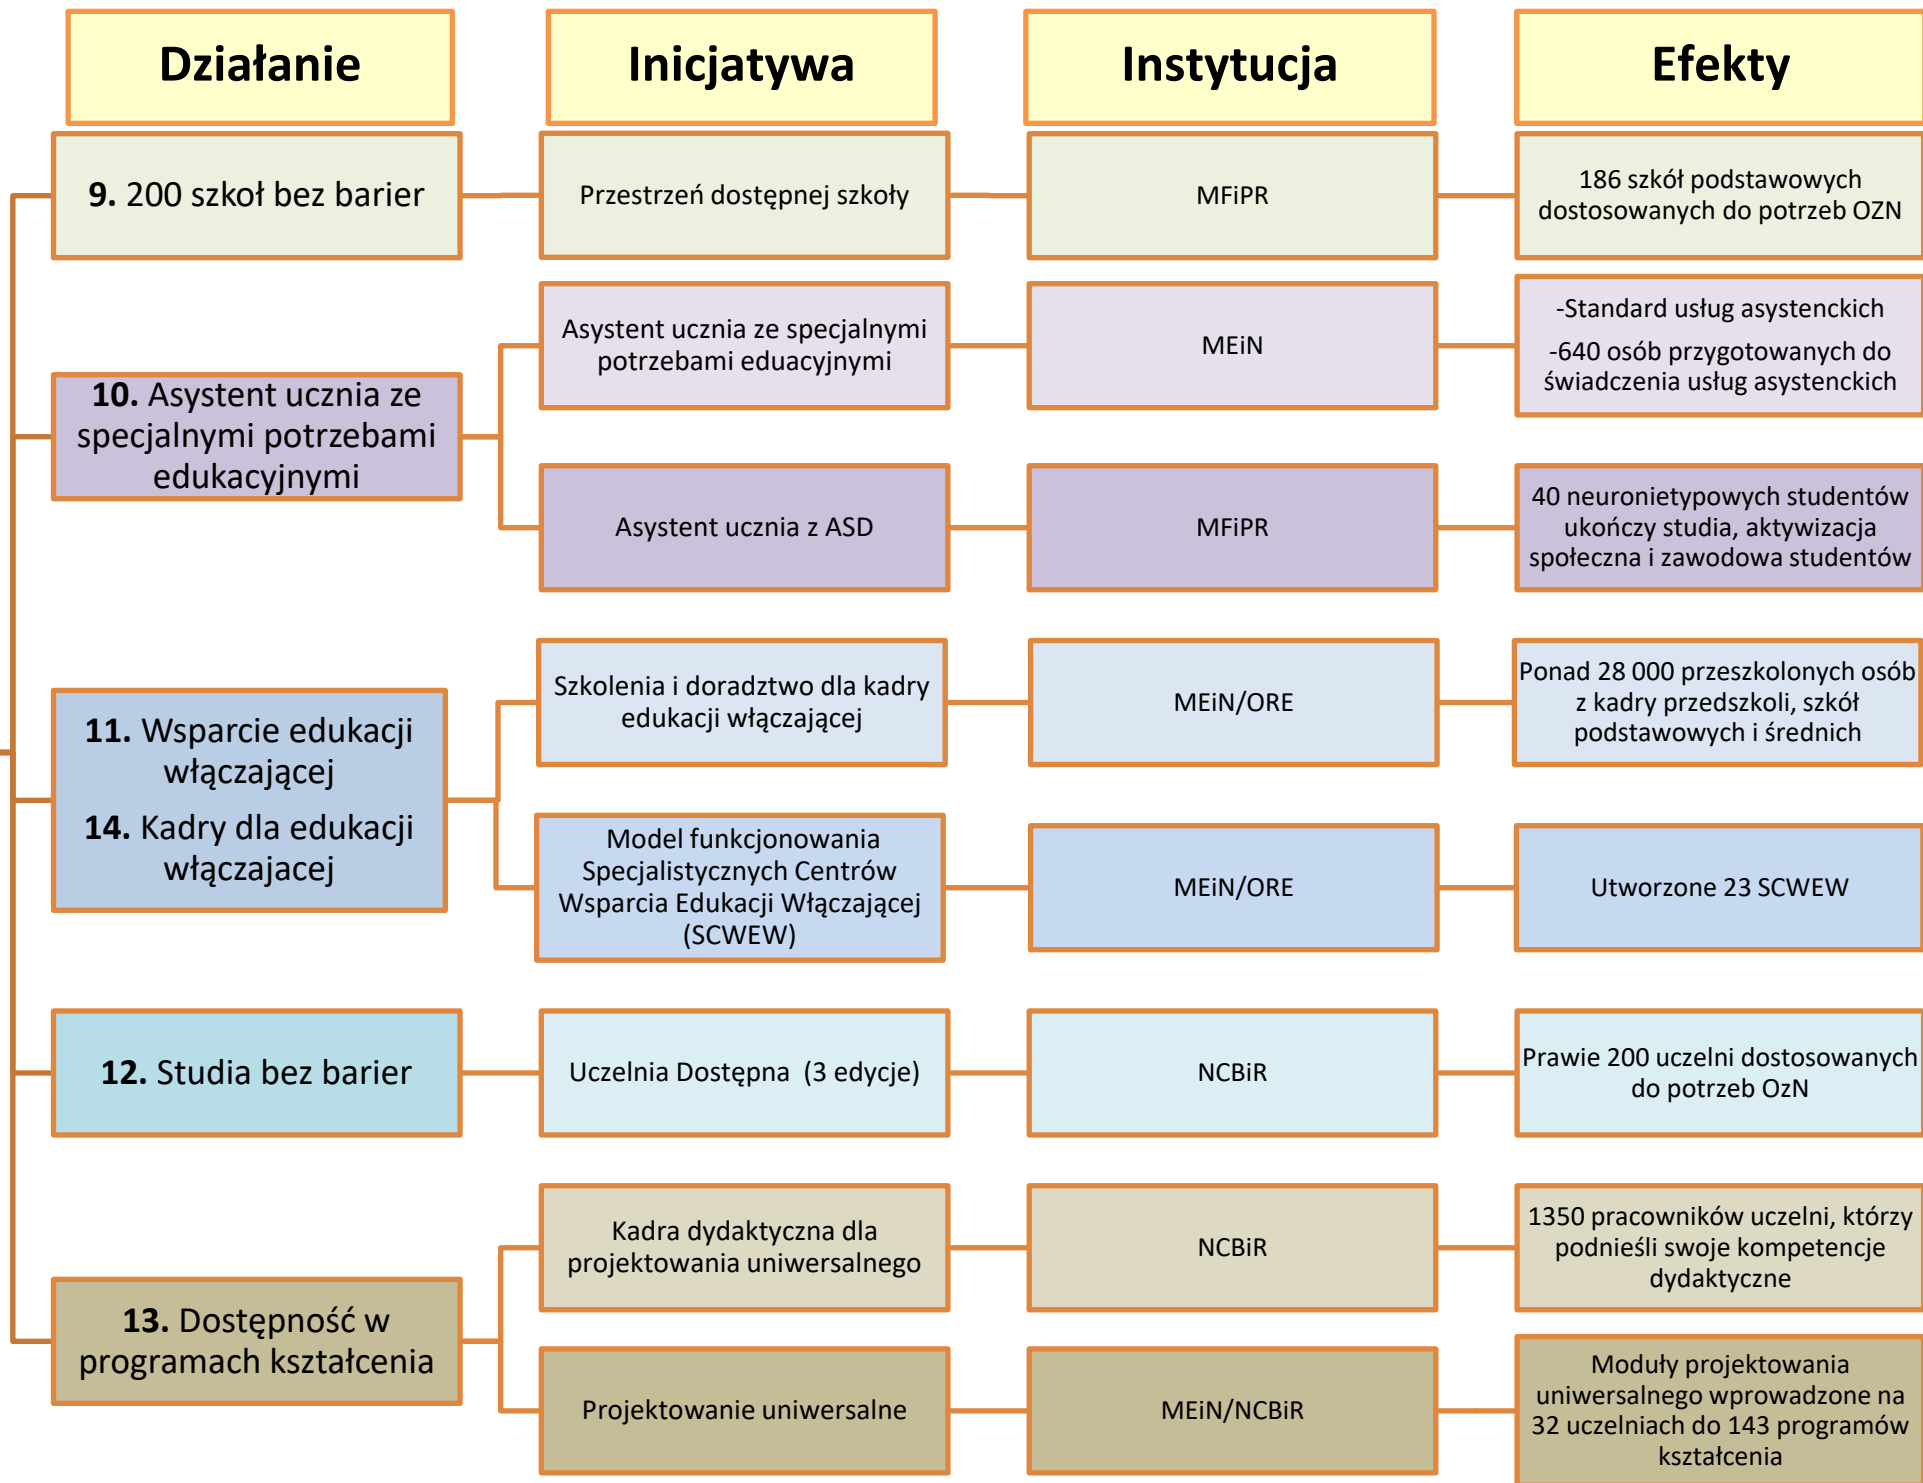 Działanie
Inicjatywa
Instytucja
Efekty
9. 200 szkoł bez barier
Przestrzeń dostępnej szkoły
MFiPR
186 szkół podstawowych
dostosowanych do potrzeb OZN
10. Asystent ucznia ze
specjalnymi potrzebami
edukacyjnymi
Asystent ucznia ze specjalnymi
potrzebami eduacyjnymi
MEiN
-Standard usług asystenckich
-640 osób przygotowanych do
świadczenia usług asystenckich
Asystent ucznia z ASD
MFiPR
40 neuronietypowych studentów
ukończy studia, aktywizacja
społeczna i zawodowa studentów
11. Wsparcie edukacji
włączającej
14. Kadry dla edukacji
włączajacej
Szkolenia i doradztwo dla kadry
edukacji włączającej
MEiN/ORE
Ponad 28 000 przeszkolonych osób
z kadry przedszkoli, szkół
podstawowych i średnich
Model funkcjonowania
Specjalistycznych Centrów
Wsparcia Edukacji Włączającej
(SCWEW)
MEiN/ORE
Utworzone 23 SCWEW
12. Studia bez barier
Uczelnia Dostępna (3 edycje)
NCBiR
Prawie 200 uczelni dostosowanych
do potrzeb OzN
13. Dostępność w
programach kształcenia
Kadra dydaktyczna dla
projektowania uniwersalnego
NCBiR
1350 pracowników uczelni, którzy
podnieśli swoje kompetencje
dydaktyczne
Projektowanie uniwersalne
MEiN/NCBiR
Moduły projektowania
uniwersalnego wprowadzone na
32 uczelniach do 143 programów
kształcenia